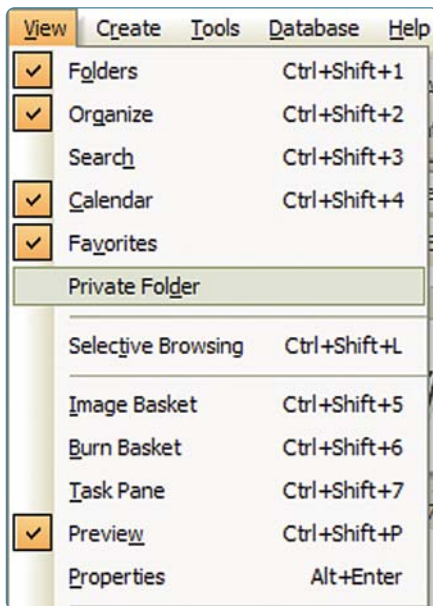 View Create Tools Database Help
Folders Ctrl+Shift+1
Organize Ctrl+Shift+2
Search Ctrl+Shift+3
Calendar Ctrl+Shift+4
Favorites
Private Folder
Selective Browsing Ctrl+Shift+L
Image Basket Ctrl+Shift+5
Burn Basket Ctrl+Shift+6
Task Pane Ctrl+Shift+7
Preview Ctrl+Shift+P
Properties Alt+Enter